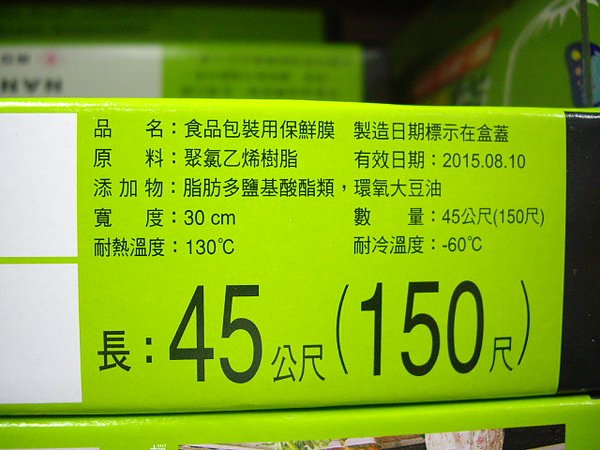 HAN
品　　名：食品包裝用保鮮膜　製造日期標示在盒蓋
原　　料：聚氯乙烯樹脂　有效日期：2015.08.10
添 加 物：脂肪多鹽基酸酯類，環氧大豆油
寬　　度：30 cm　數　　量：45公尺(150尺)
耐熱溫度：130℃　耐冷溫度：-60℃
長：45公尺(150尺)